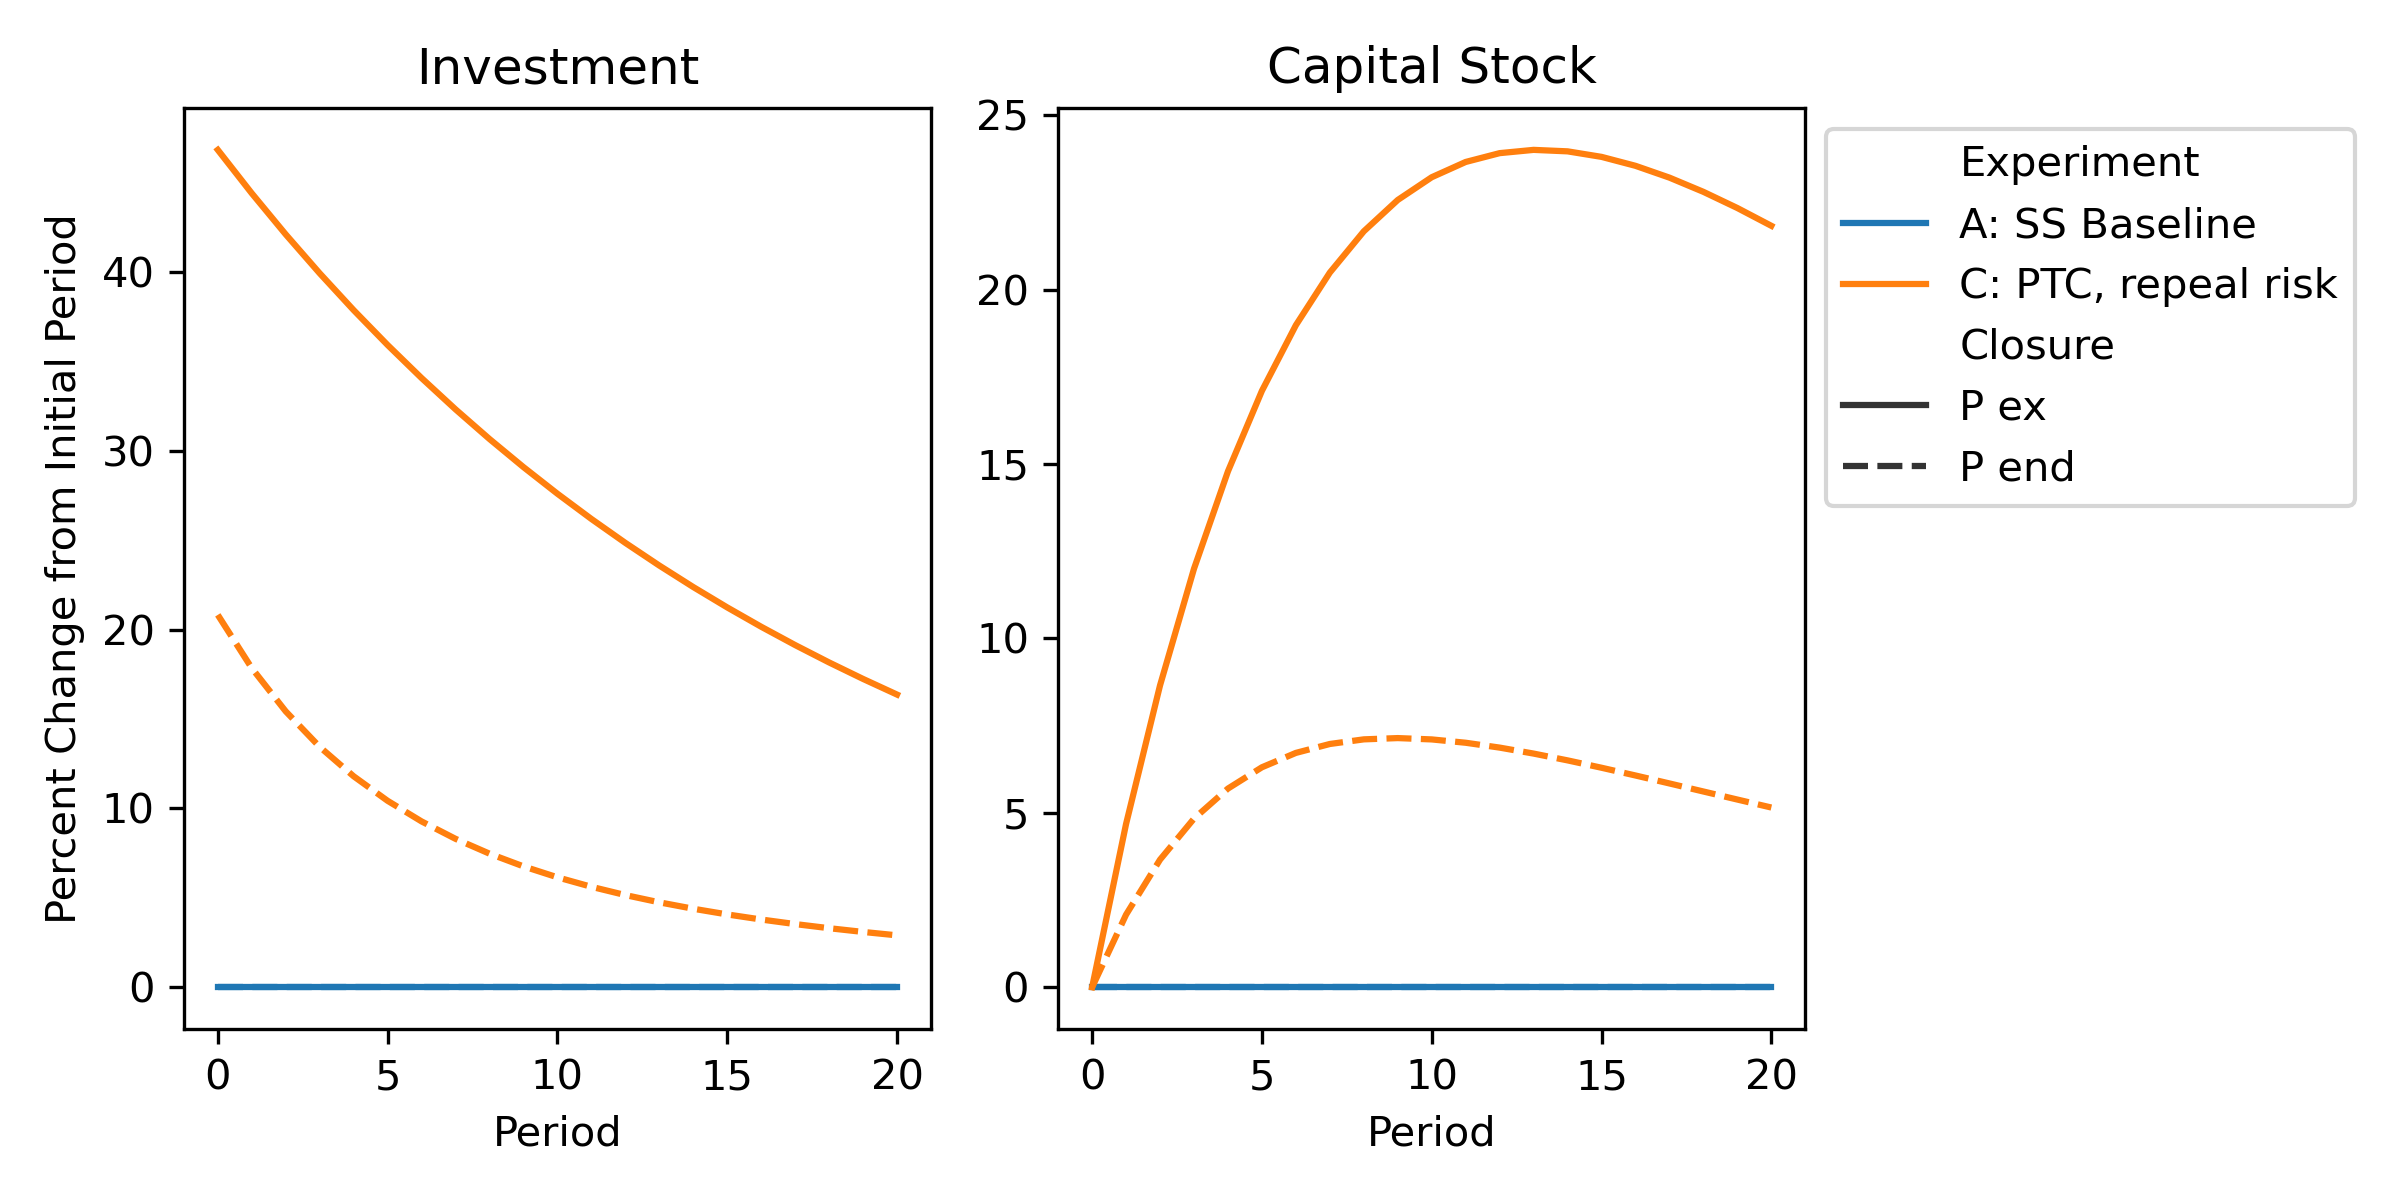 Investment
Capital Stock
Percent Change from Initial Period
40
30
20
10
0
0 5 10 15 20
Period
25
20
15
10
5
0
0 5 10 15 20
Period
Experiment
A: SS Baseline
C: PTC, repeal risk
Closure
P ex
P end